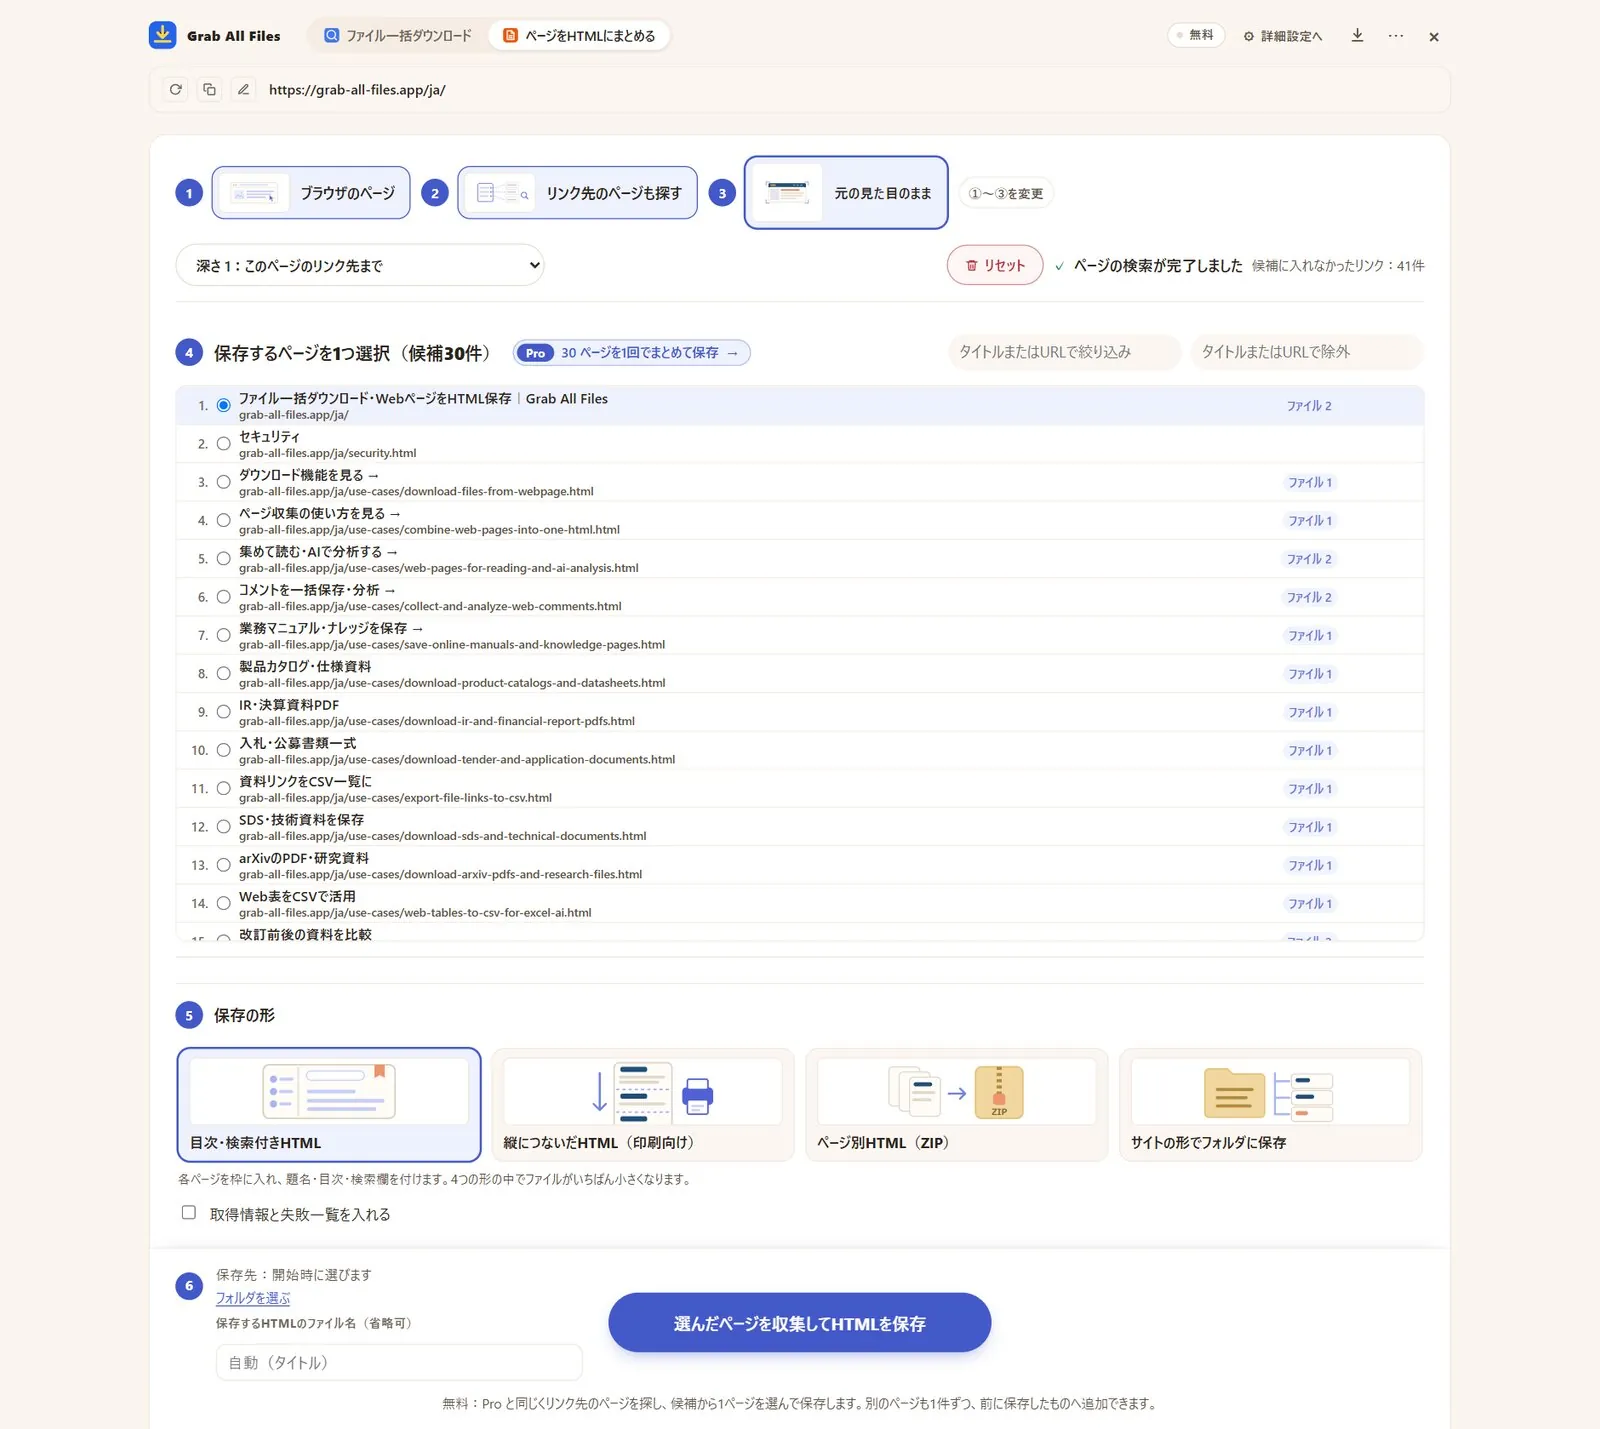 Grab All Files
ファイル一括ダウンロード
ページをHTMLにまとめる
無料
詳細設定へ
https://grab-all-files.app/ja/
1
ブラウザのページ
2
リンク先のページも探す
3
元の見た目のまま
①〜③を変更
深さ 1：このページのリンク先まで
リセット
✓ ページの検索が完了しました 候補に入れなかったリンク：41件
4 保存するページを1つ選択（候補30件）
Pro 30 ページを1回でまとめて保存 →
タイトルまたはURLで絞り込み
タイトルまたはURLで除外
1. ファイル一括ダウンロード・WebページをHTML保存｜Grab All Files
grab-all-files.app/ja/
ファイル 2
2. セキュリティ
grab-all-files.app/ja/security.html
3. ダウンロード機能を見る →
grab-all-files.app/ja/use-cases/download-files-from-webpage.html
ファイル 1
4. ページ収集の使い方を見る →
grab-all-files.app/ja/use-cases/combine-web-pages-into-one-html.html
ファイル 1
5. 集めて読む・AIで分析する →
grab-all-files.app/ja/use-cases/web-pages-for-reading-and-ai-analysis.html
ファイル 2
6. コメントを一括保存・分析 →
grab-all-files.app/ja/use-cases/collect-and-analyze-web-comments.html
ファイル 2
7. 業務マニュアル・ナレッジを保存 →
grab-all-files.app/ja/use-cases/save-online-manuals-and-knowledge-pages.html
ファイル 1
8. 製品カタログ・仕様資料
grab-all-files.app/ja/use-cases/download-product-catalogs-and-datasheets.html
ファイル 1
9. IR・決算資料PDF
grab-all-files.app/ja/use-cases/download-ir-and-financial-report-pdfs.html
ファイル 1
10. 入札・公募書類一式
grab-all-files.app/ja/use-cases/download-tender-and-application-documents.html
ファイル 1
11. 資料リンクをCSV一覧に
grab-all-files.app/ja/use-cases/export-file-links-to-csv.html
ファイル 1
12. SDS・技術資料を保存
grab-all-files.app/ja/use-cases/download-sds-and-technical-documents.html
ファイル 1
13. arXivのPDF・研究資料
grab-all-files.app/ja/use-cases/download-arxiv-pdfs-and-research-files.html
ファイル 1
14. Web表をCSVで活用
grab-all-files.app/ja/use-cases/web-tables-to-csv-for-excel-ai.html
ファイル 1
改訂前後の資料を比較
5 保存の形
目次・検索付きHTML
縦につないだHTML（印刷向け）
ZIP
ページ別HTML（ZIP）
サイトの形でフォルダに保存
各ページを枠に入れ、題名・目次・検索欄を付けます。4つの形の中でファイルがいちばん小さくなります。
取得情報と失敗一覧を入れる
6
保存先：開始時に選びます
フォルダを選ぶ
保存するHTMLのファイル名（省略可）
自動（タイトル）
選んだページを収集してHTMLを保存
無料：Pro と同じくリンク先のページを探し、候補から1ページを選んで保存します。別のページも1件ずつ、前に保存したものへ追加できます。